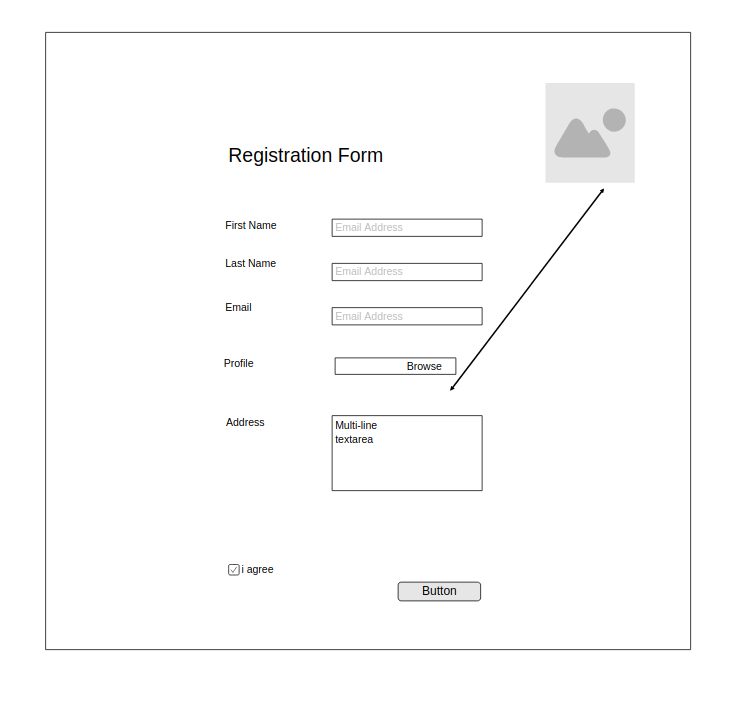 Registration Form
First Name
Email Address
Last Name
Email Address
Email
Email Address
Profile
Browse
Address
Multi-line
textarea
i agree
Button